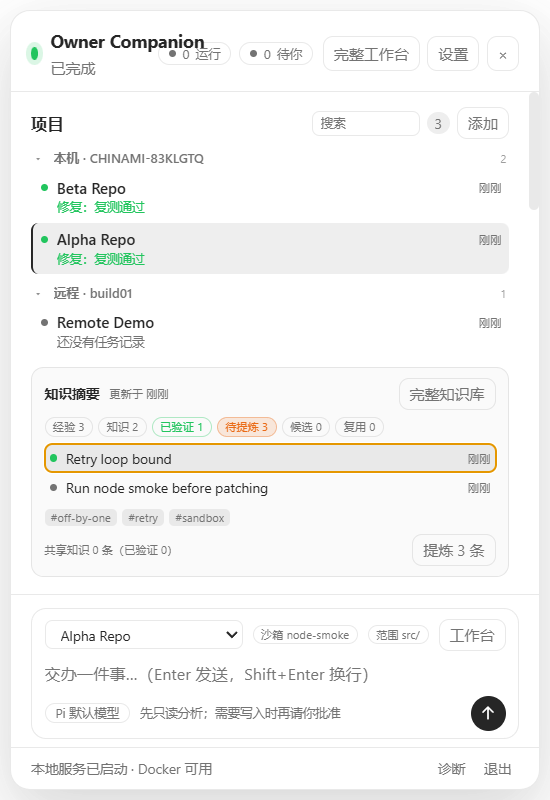 Owner Companion
0 运行 0 待你 完整工作台 设置 ×
已完成
项目 搜索 3 添加
本机 · CHINAMI-83KLGTQ 2
Beta Repo 刚刚
修复：复测通过
Alpha Repo 刚刚
修复：复测通过
远程 · build01 1
Remote Demo 刚刚
还没有任务记录
知识摘要 更新于 刚刚 完整知识库
经验 3 知识 2 已验证 1 待提炼 3 候选 0 复用 0
Retry loop bound 刚刚
Run node smoke before patching 刚刚
#off-by-one #retry #sandbox
共享知识 0 条（已验证 0） 提炼 3 条
Alpha Repo 沙箱 node-smoke 范围 src/ 工作台
交办一件事…（Enter 发送，Shift+Enter 换行）
Pi 默认模型 先只读分析；需要写入时再请你批准
本地服务已启动 · Docker 可用 诊断 退出